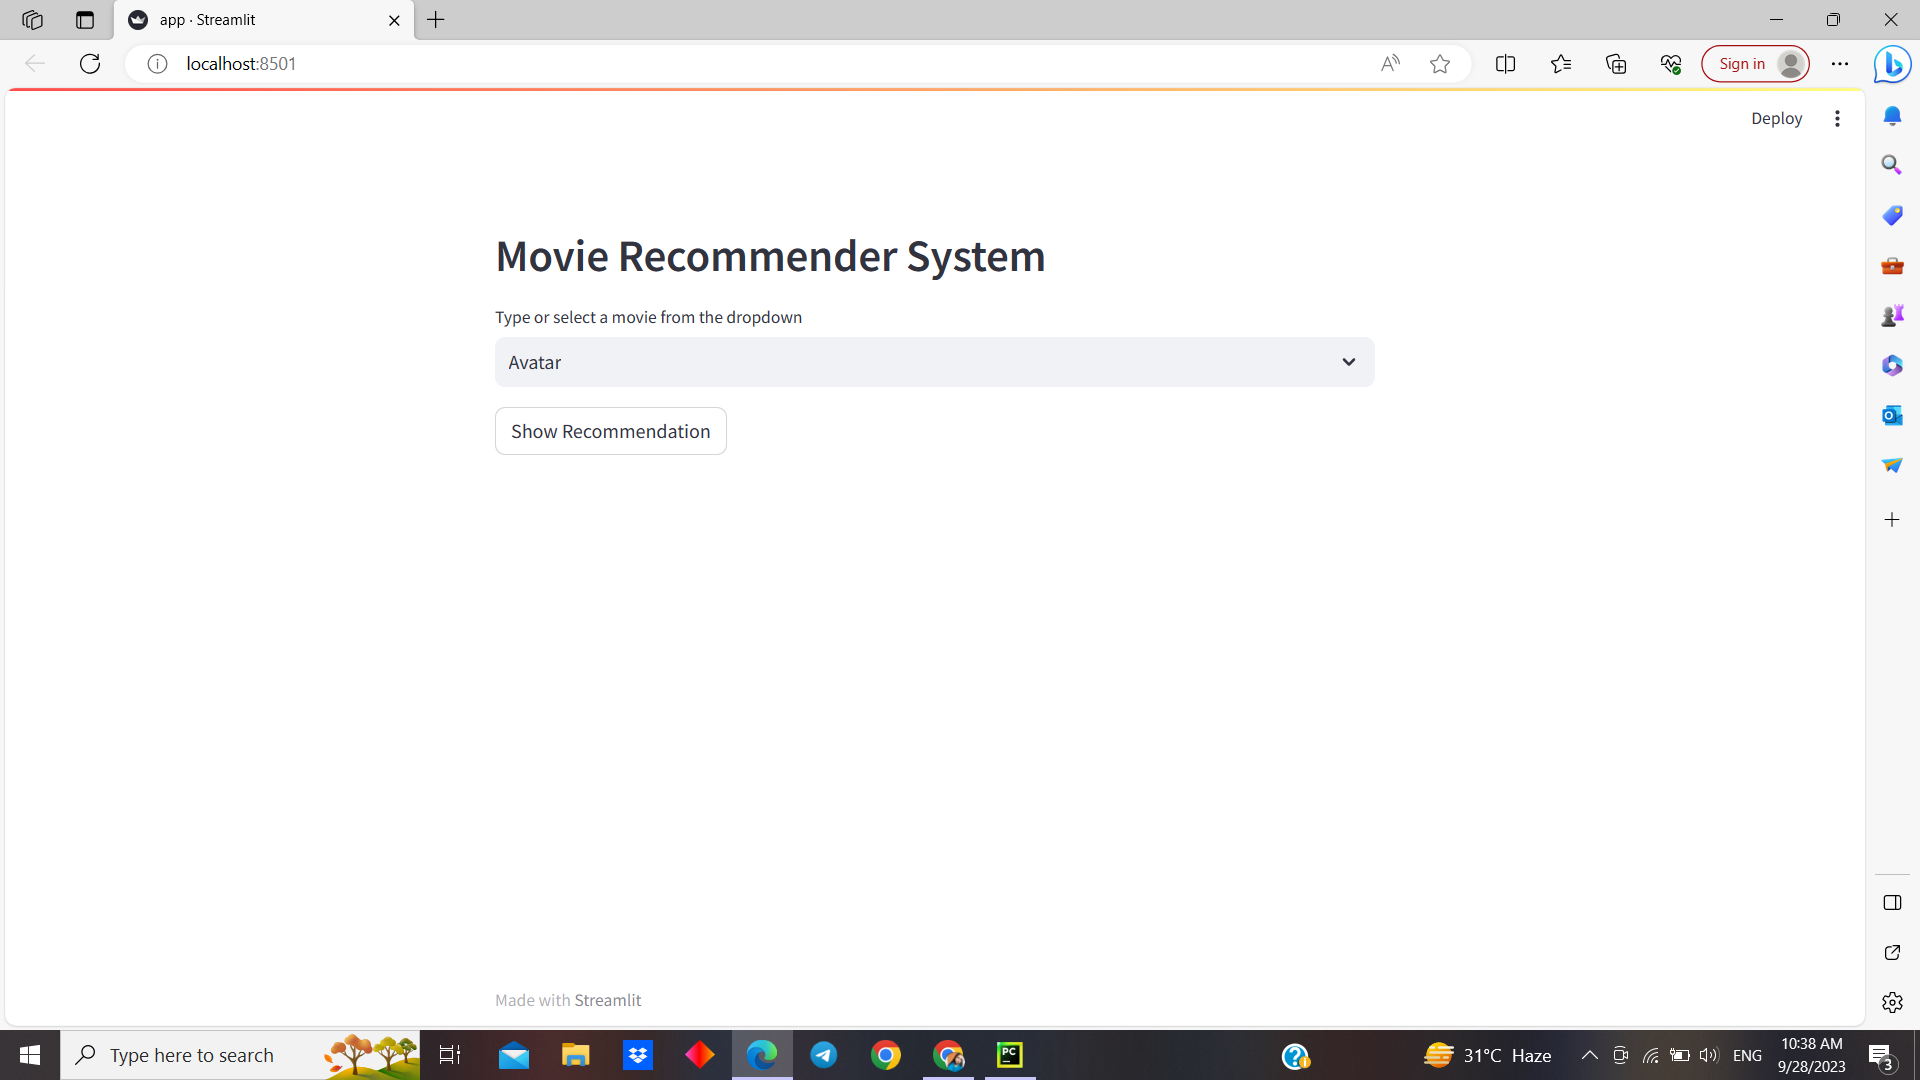 app · Streamlit
localhost:8501
Sign in
Deploy
Movie Recommender System
Type or select a movie from the dropdown
Avatar
Show Recommendation
Made with Streamlit
Type here to search
PC
31°C Haze
ENG
10:38 AM
9/28/2023
3